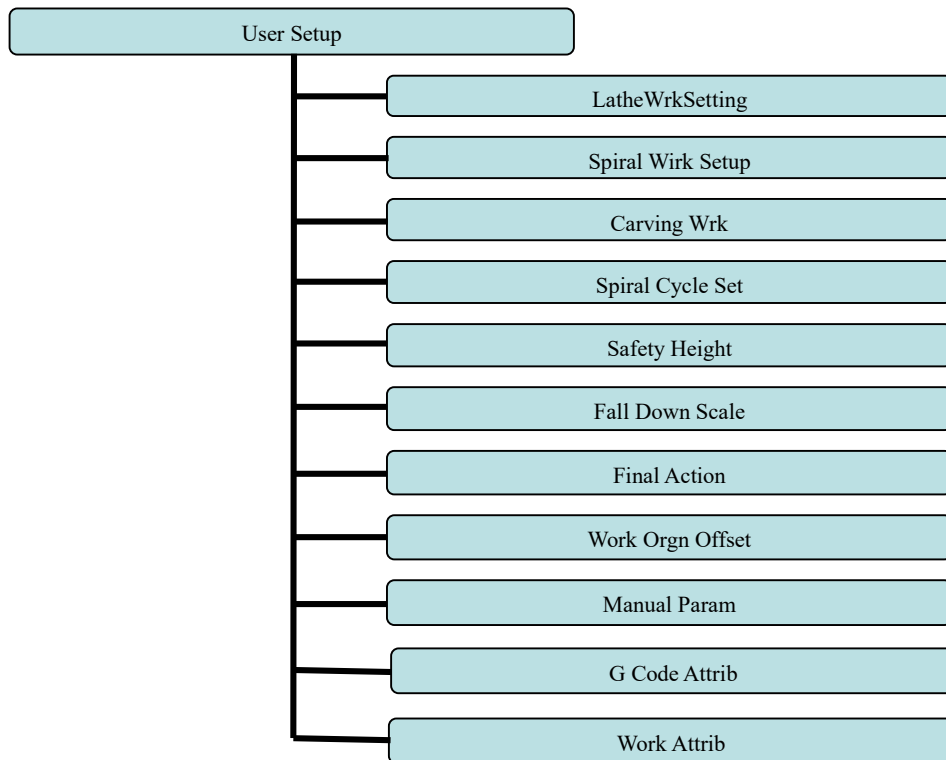 User Setup
LatheWrkSetting
Spiral Wirk Setup
Carving Wrk
Spiral Cycle Set
Safety Height
Fall Down Scale
Final Action
Work Orgn Offset
Manual Param
G Code Attrib
Work Attrib